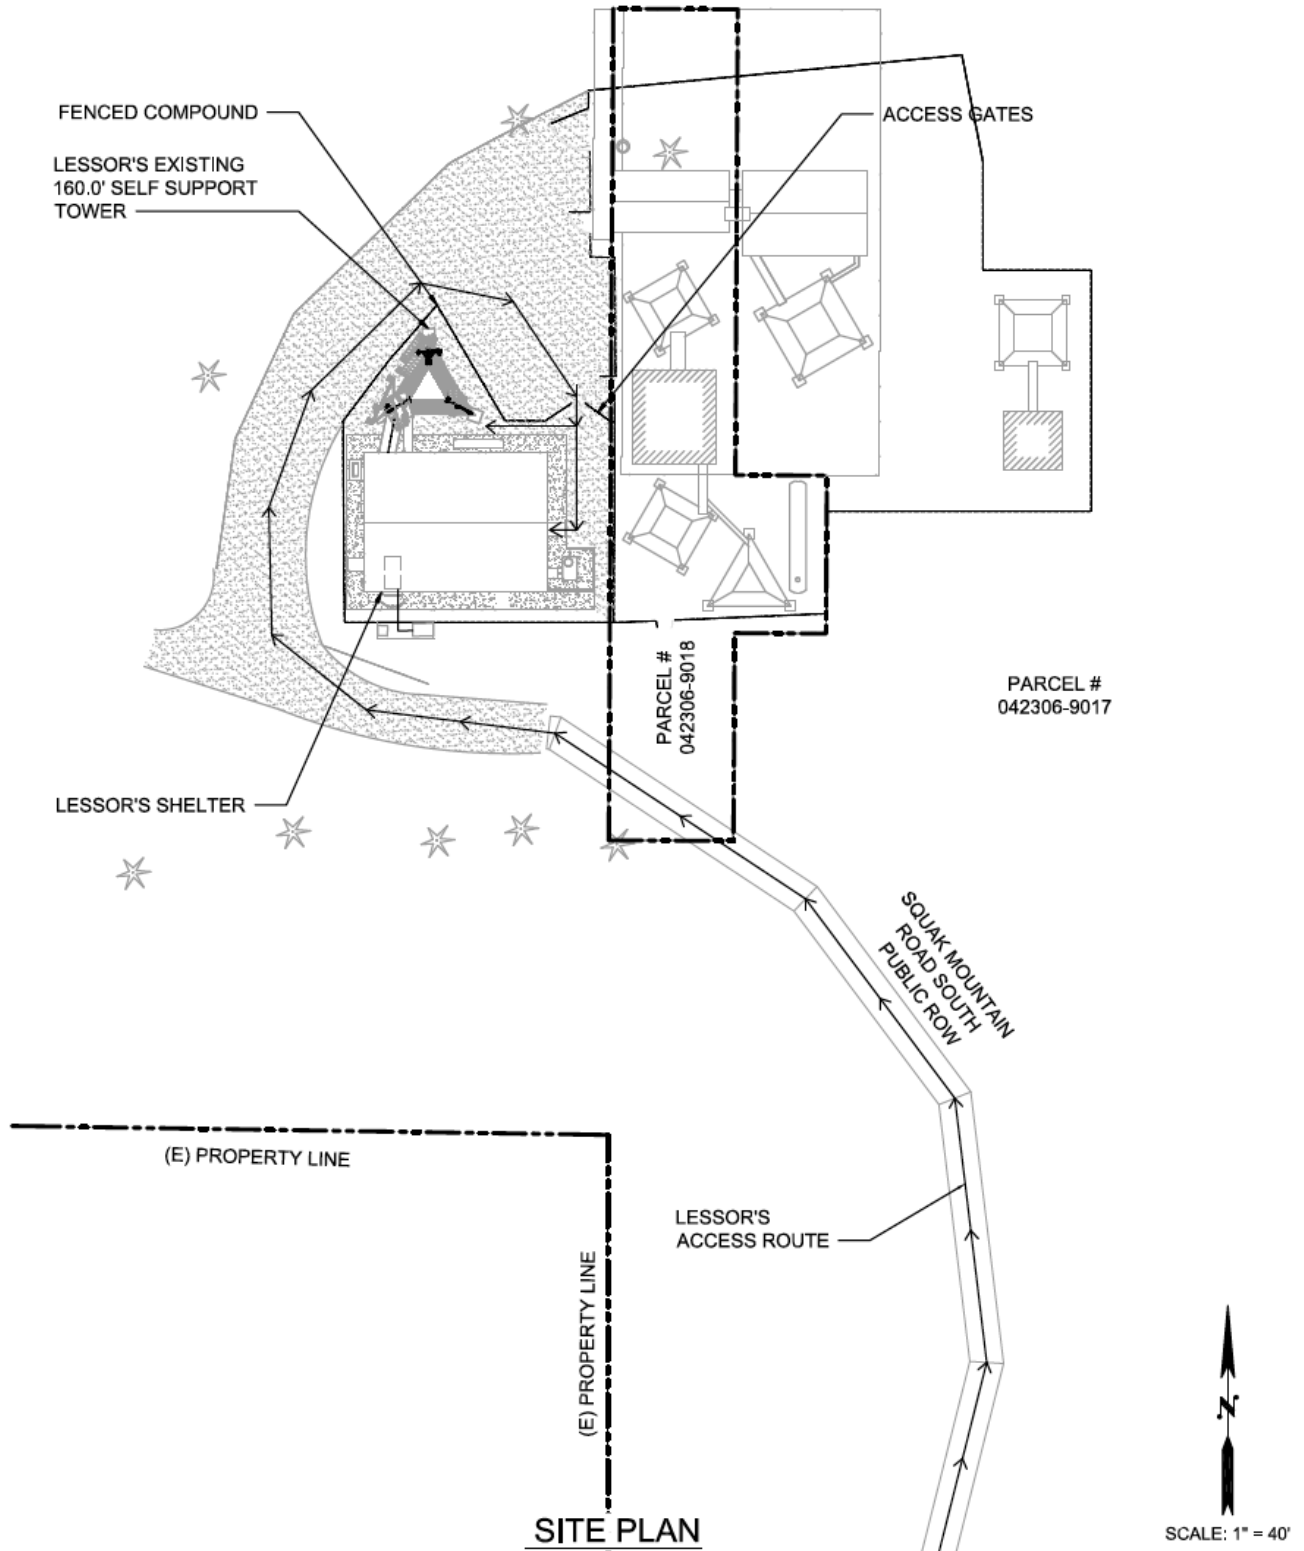 FENCED COMPOUND
ACCESS GATES
LESSOR'S EXISTING
160.0' SELF SUPPORT
TOWER
PARCEL #
042306-9018
PARCEL #
042306-9017
LESSOR'S SHELTER
SQUAK MOUNTAIN
ROAD SOUTH
PUBLIC ROW
(E) PROPERTY LINE
LESSOR'S
ACCESS ROUTE
(E) PROPERTY LINE
Z
SITE PLAN
SCALE: 1" = 40'